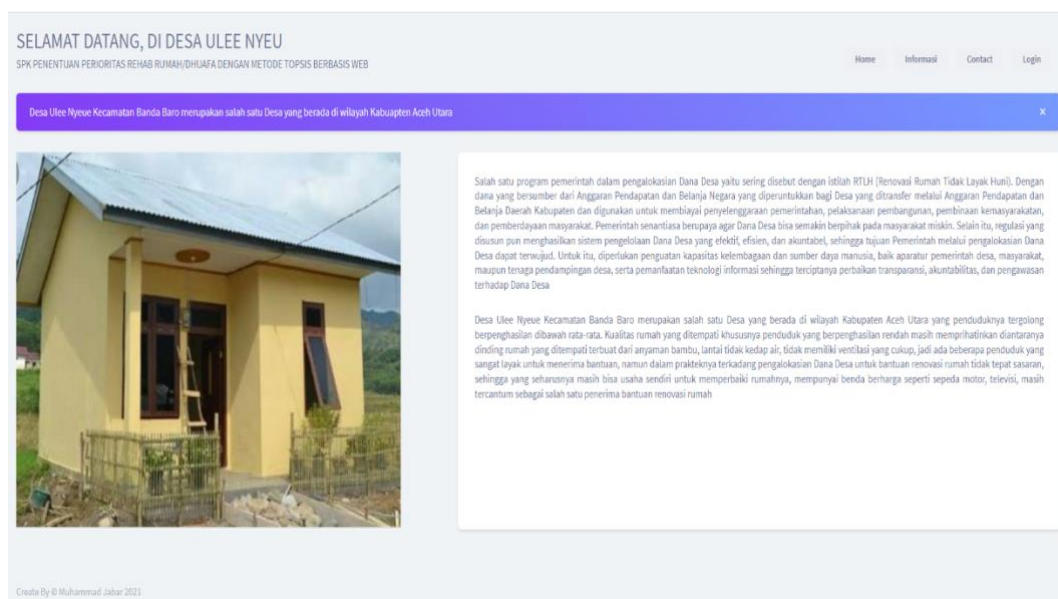 SELAMAT DATANG, DI DESA ULEE NYEU
SPK PENENTUAN PERIORITAS REHAB RUMAH/DHUAFA DENGAN METODE TOPSIS BERBASIS WEB
Home Informasi Contact Login
Desa Ulee Nyeue Kecamatan Banda Baro merupakan salah satu Desa yang berada di wilayah Kabuapten Aceh Utara x
Salah satu program pemerintah dalam pengalokasian Dana Desa yaitu sering disebut dengan istilah RTLH (Renovasi Rumah Tidak Layak Huni). Dengan
dana yang bersumber dari Anggaran Pendapatan dan Belanja Negara yang diperuntukkan bagi Desa yang ditransfer melalui Anggaran Pendapatan dan
Belanja Daerah Kabupaten dan digunakan untuk membiayai penyelenggaraan pemerintahan, pelaksanaan pembangunan, pembinaan kemasyarakatan,
dan pemberdayaan masyarakat. Pemerintah senantiasa berupaya agar Dana Desa bisa semakin berpihak pada masyarakat miskin. Selain itu, regulasi yang
disusun pun menghasilkan sistem pengelolaan Dana Desa yang efektif, efisien, dan akuntabel, sehingga tujuan Pemerintah melalui pengalokasian Dana
Desa dapat terwujud. Untuk itu, diperlukan penguatan kapasitas kelembagaan dan sumber daya manusia, baik aparatur pemerintah desa, masyarakat,
maupun tenaga pendampingan desa, serta pemanfaatan teknologi informasi sehingga terciptanya perbaikan transparansi, akuntabilitas, dan pengawasan
terhadap Dana Desa
Desa Ulee Nyeue Kecamatan Banda Baro merupakan salah satu Desa yang berada di wilayah Kabupaten Aceh Utara yang penduduknya tergolong
berpenghasilan dibawah rata-rata. Kualitas rumah yang ditempati khususnya penduduk yang berpenghasilan rendah masih memprihatinkan diantaranya
dinding rumah yang ditempati terbuat dari anyaman bambu, lantai tidak kedap air, tidak memiliki ventilasi yang cukup, jadi ada beberapa penduduk yang
sangat layak untuk menerima bantuan, namun dalam prakteknya terkadang pengalokasian Dana Desa untuk bantuan renovasi rumah tidak tepat sasaran,
sehingga yang seharusnya masih bisa usaha sendiri untuk memperbaiki rumahnya, mempunyai benda berharga seperti sepeda motor, televisi, masih
tercantum sebagai salah satu penerima bantuan renovasi rumah
Create By © Muhammad Jabar 2021